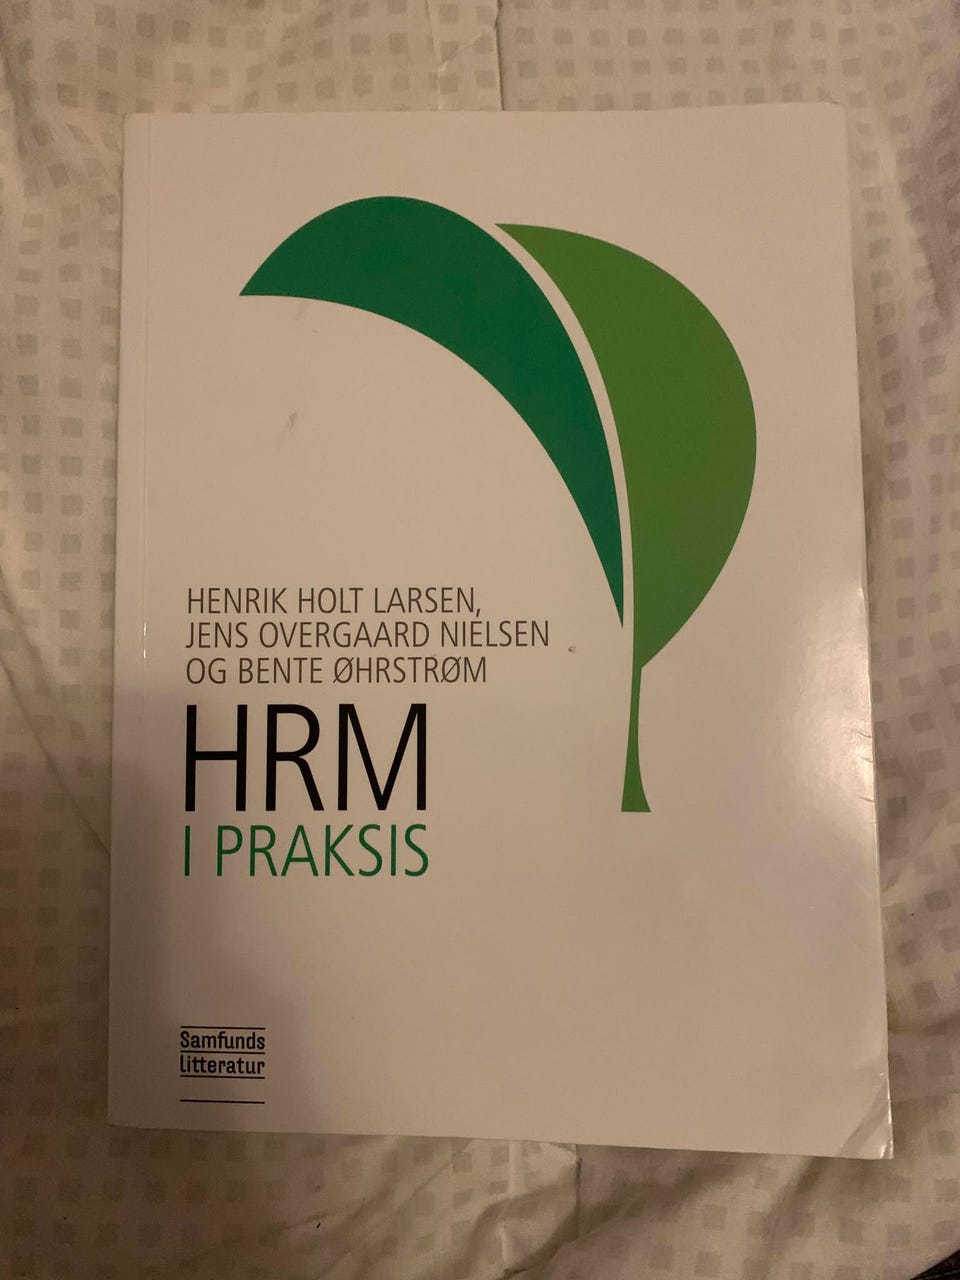 HENRIK HOLT LARSEN,
JENS OVERGAARD NIELSEN
OG BENTE ØHRSTRØM
HRM
I PRAKSIS
Samfunds
litteratur